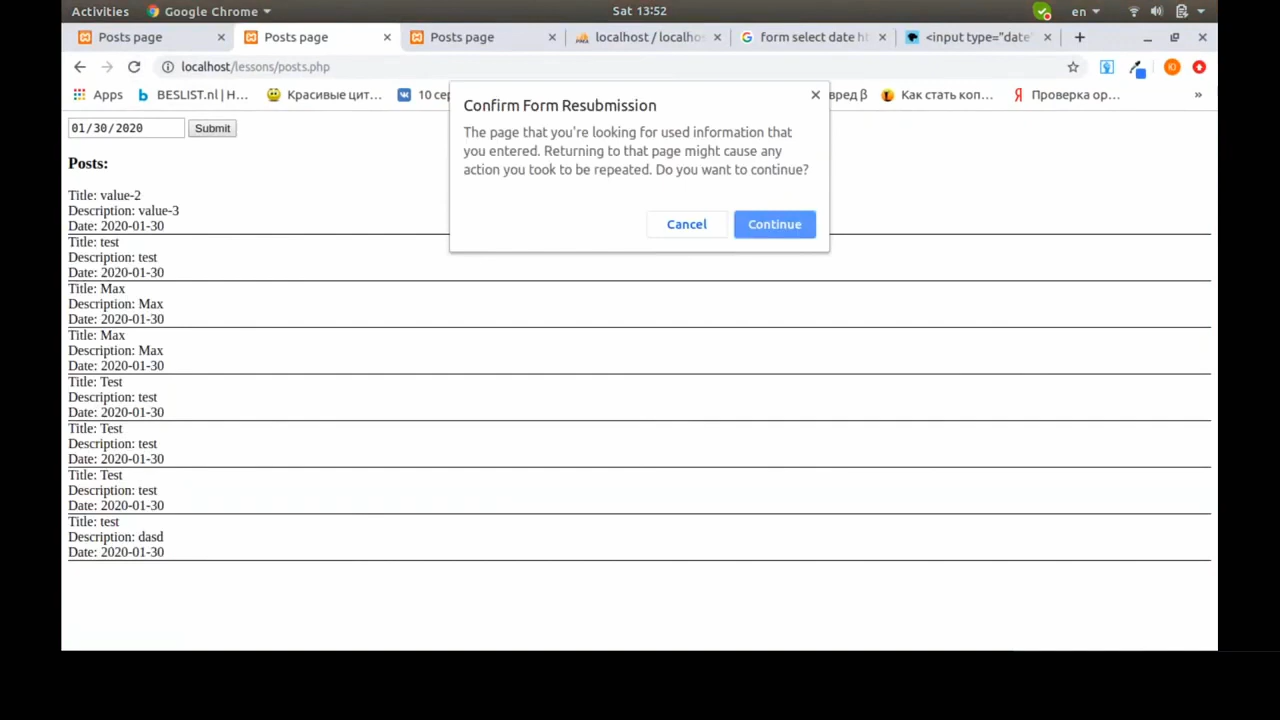 Activities Google Chrome Sat 13:52 en
Posts page Posts page Posts page localhost / localho form select date ht <input type="date"
localhost/lessons/posts.php
Apps BESLIST.nl | H... Красивые цит... 10 сер вред β Как стать коп... Проверка ор... »
Confirm Form Resubmission
The page that you're looking for used information that
you entered. Returning to that page might cause any
action you took to be repeated. Do you want to continue?
Cancel Continue
01/30/2020 Submit
Posts:
Title: value-2
Description: value-3
Date: 2020-01-30
Title: test
Description: test
Date: 2020-01-30
Title: Max
Description: Max
Date: 2020-01-30
Title: Max
Description: Max
Date: 2020-01-30
Title: Test
Description: test
Date: 2020-01-30
Title: Test
Description: test
Date: 2020-01-30
Title: Test
Description: test
Date: 2020-01-30
Title: test
Description: dasd
Date: 2020-01-30